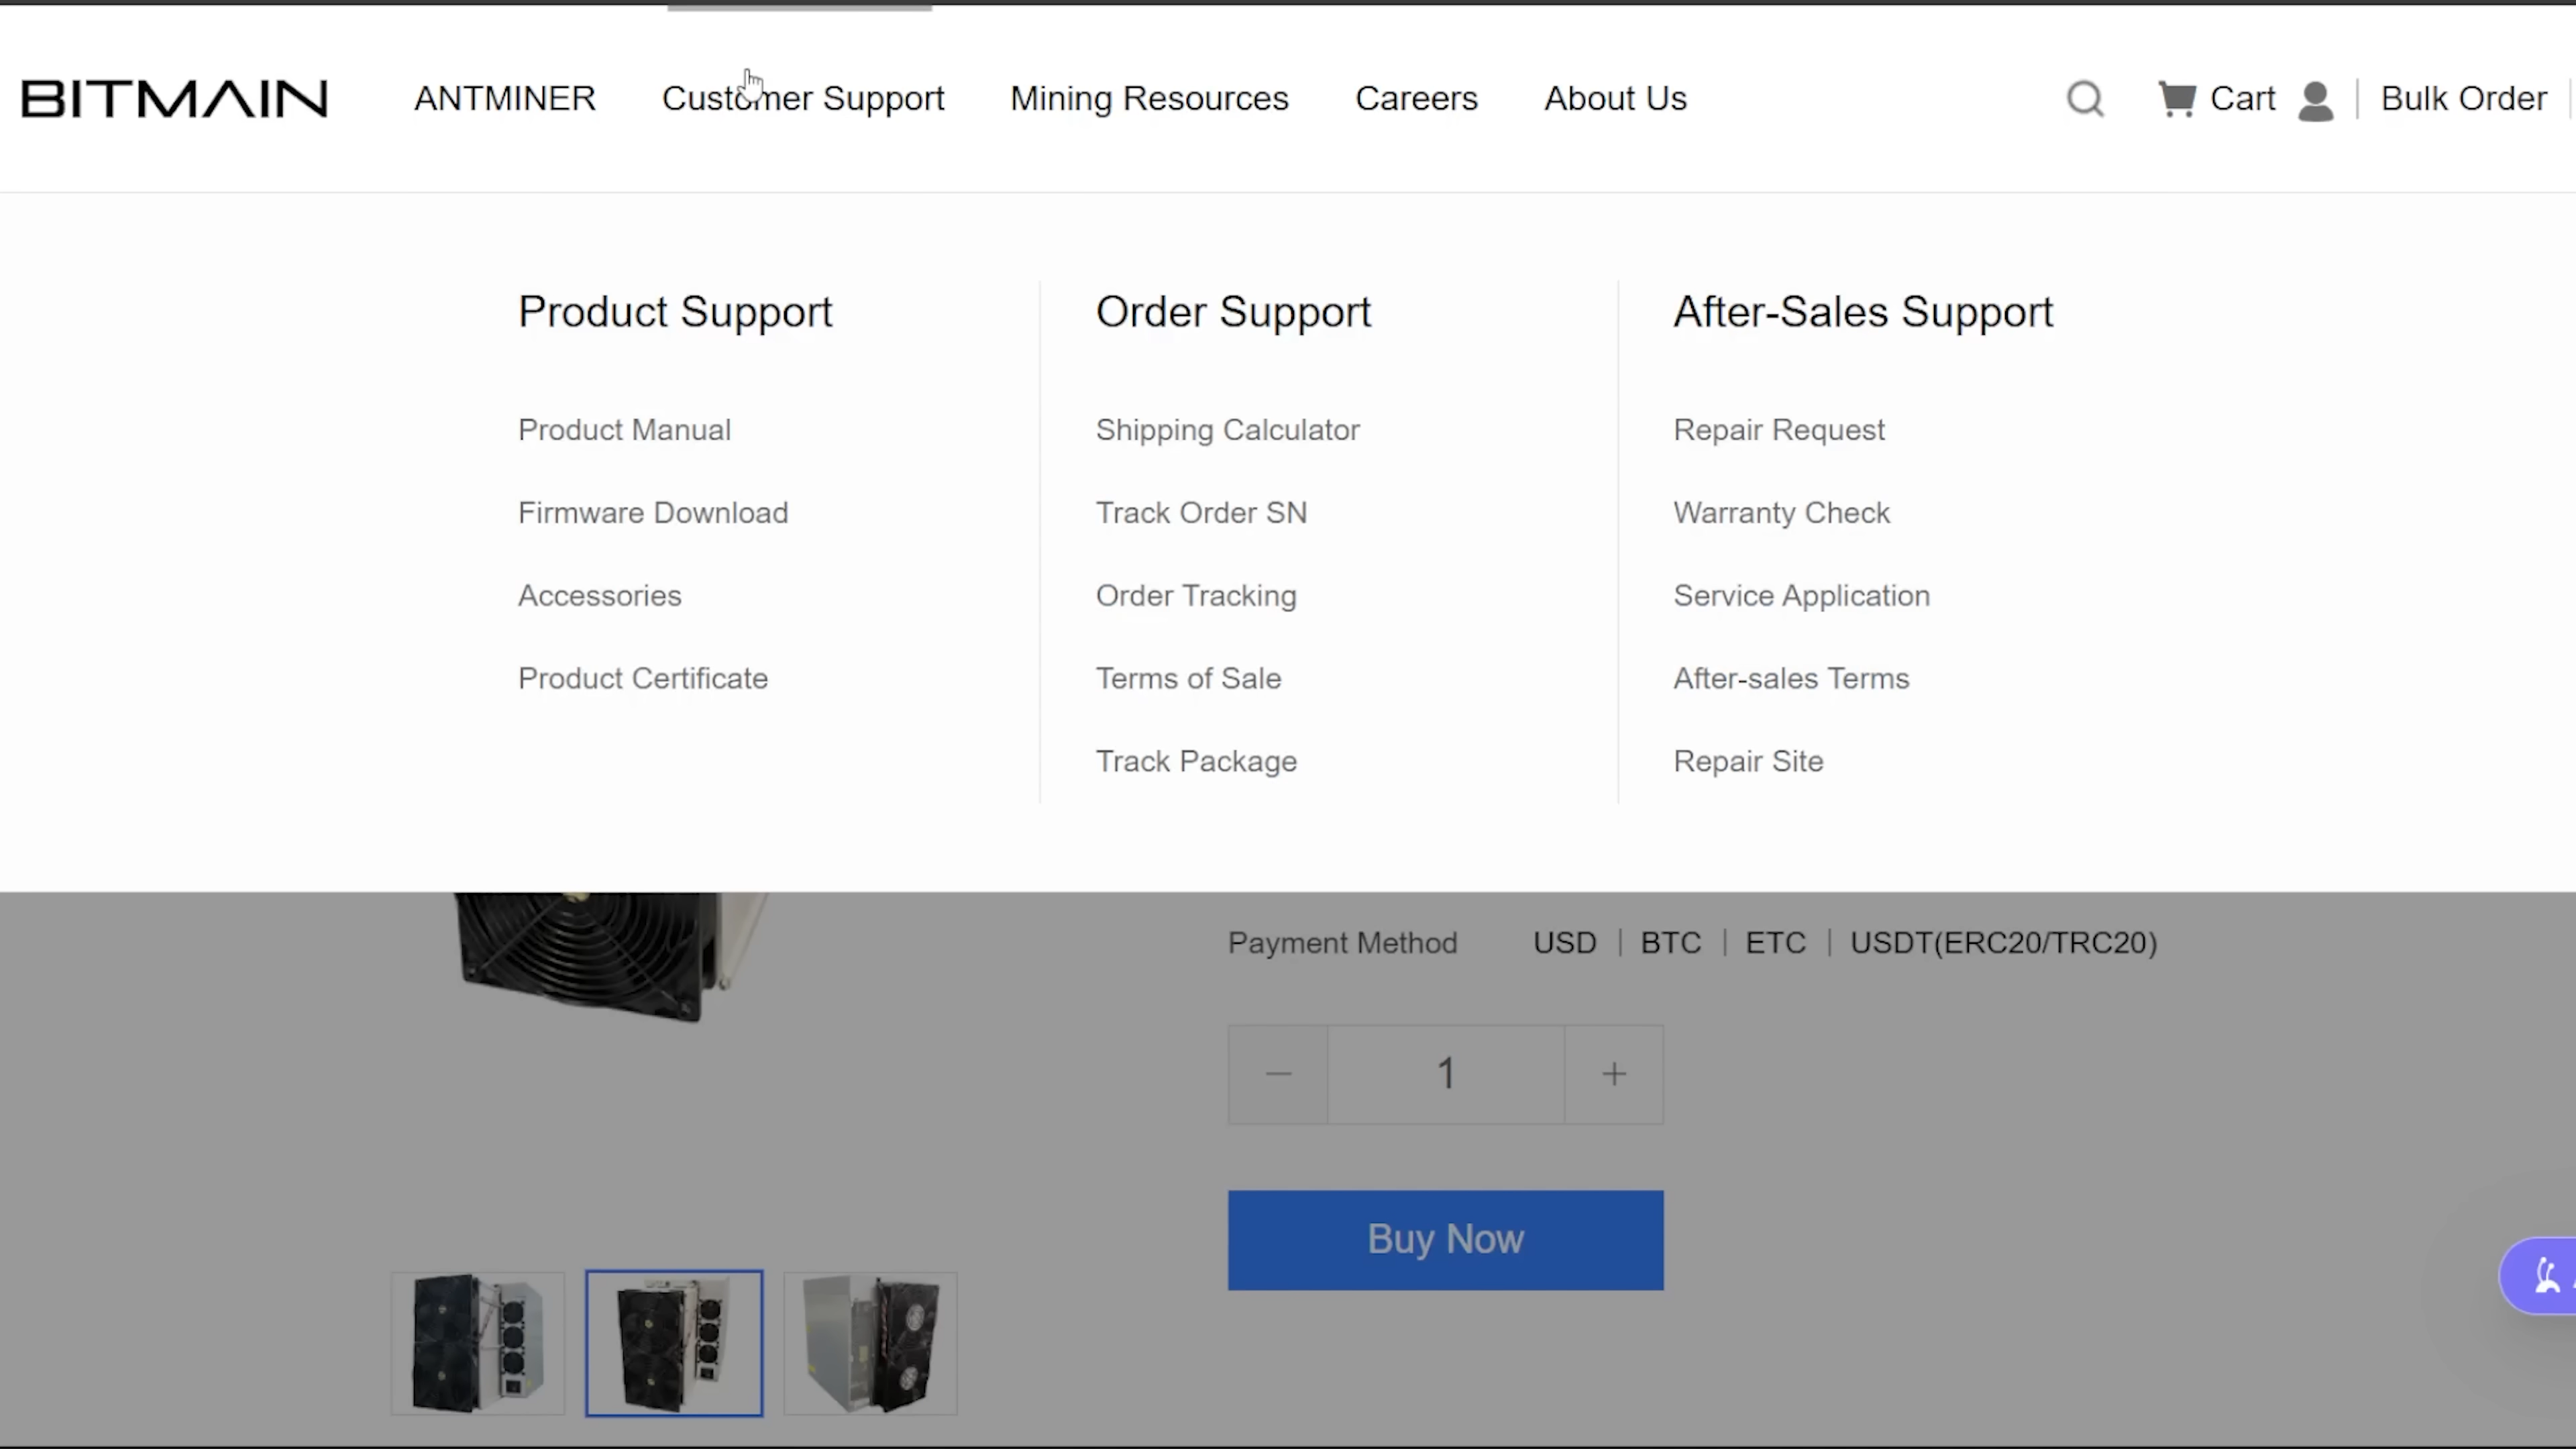 BITMAIN
ANTMINER
Customer Support
Mining Resources
Careers
About Us
Cart
Bulk Order
Product Support
Product Manual
Firmware Download
Accessories
Product Certificate
Order Support
Shipping Calculator
Track Order SN
Order Tracking
Terms of Sale
Track Package
After-Sales Support
Repair Request
Warranty Check
Service Application
After-sales Terms
Repair Site
Payment Method
USD | BTC | ETC | USDT(ERC20/TRC20)
− 1 +
Buy Now